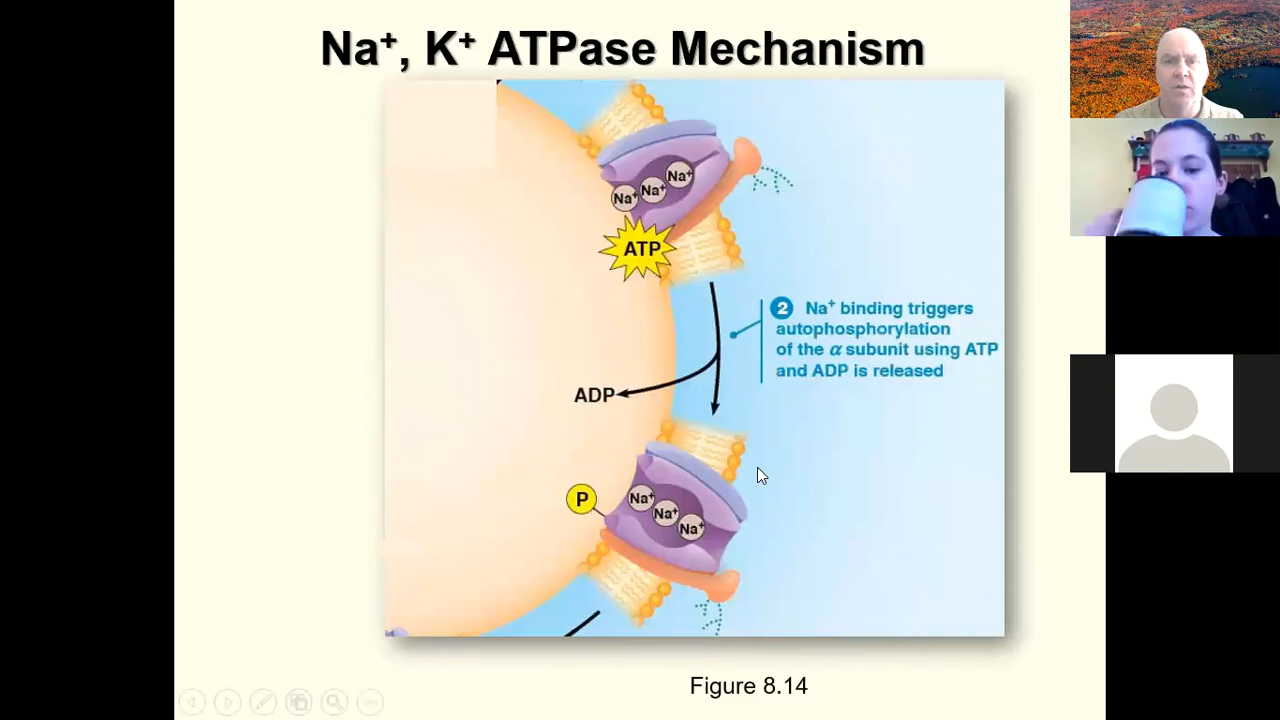 Na⁺, K⁺ ATPase Mechanism
Na⁺ Na⁺ Na⁺
ATP
2 Na⁺ binding triggers
autophosphorylation
of the α subunit using ATP
and ADP is released
ADP
P
Na⁺ Na⁺ Na⁺
Figure 8.14